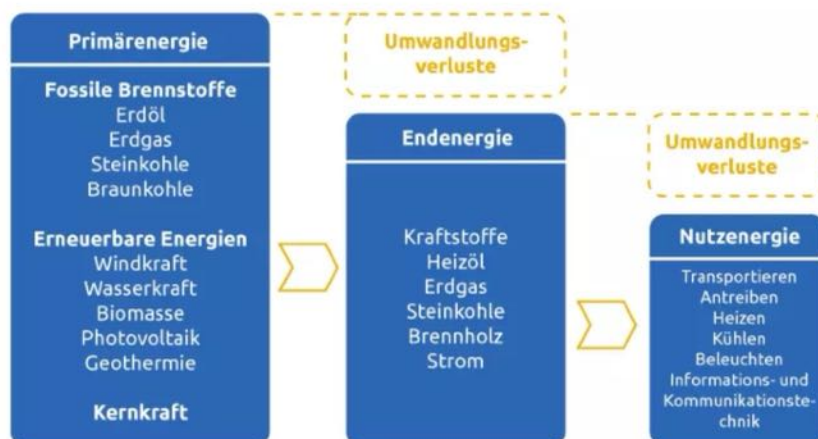 Primärenergie
Fossile Brennstoffe
Erdöl
Erdgas
Steinkohle
Braunkohle
Erneuerbare Energien
Windkraft
Wasserkraft
Biomasse
Photovoltaik
Geothermie
Kernkraft
Umwandlungs-
verluste
Endenergie
Kraftstoffe
Heizöl
Erdgas
Steinkohle
Brennholz
Strom
Umwandlungs-
verluste
Nutzenergie
Transportieren
Antreiben
Heizen
Kühlen
Beleuchten
Informations- und
Kommunikationste-
chnik